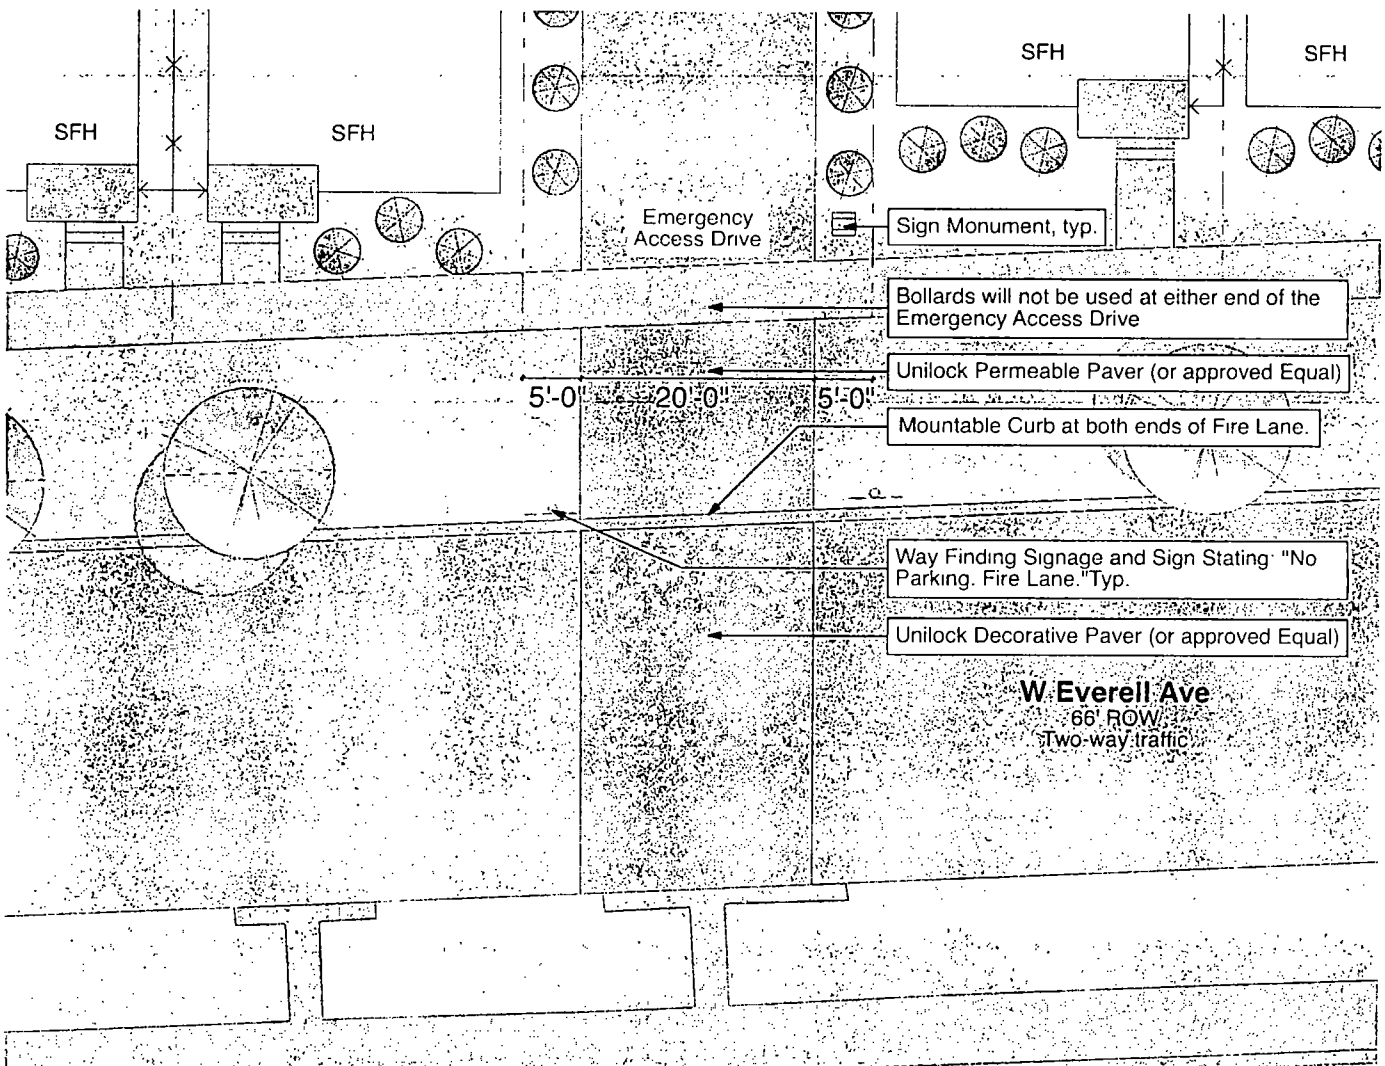 SFH
SFH
SFH
SFH
Emergency
Access Drive
Sign Monument, typ.
Bollards will not be used at either end of the
Emergency Access Drive
Unilock Permeable Paver (or approved Equal)
5'-0" 20'-0" 5'-0"
Mountable Curb at both ends of Fire Lane.
Way Finding Signage and Sign Stating: "No
Parking. Fire Lane."Typ.
Unilock Decorative Paver (or approved Equal)
W Everell Ave
66' ROW
Two-way traffic